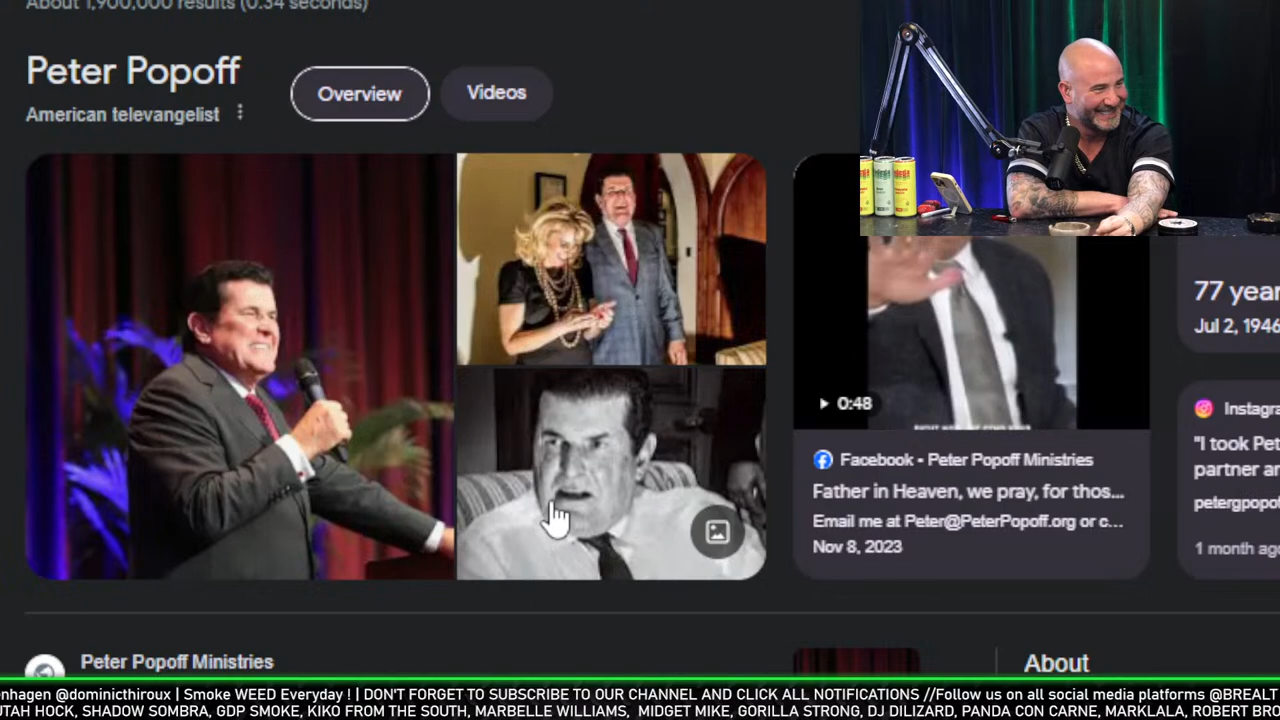 About 1,900,000 results (0.34 seconds)
Peter Popoff
American televangelist
Overview
Videos
0:48
Facebook • Peter Popoff Ministries
Father in Heaven, we pray, for thos...
Email me at Peter@PeterPopoff.org or c...
Nov 8, 2023
77 year
Jul 2, 1946
Instagra
"I took Pet
partner an
petergpopof
1 month ago
Peter Popoff Ministries
About
enhagen @dominicthiroux | Smoke WEED Everyday ! | DON'T FORGET TO SUBSCRIBE TO OUR CHANNEL AND CLICK ALL NOTIFICATIONS //Follow us on all social media platforms @BREALT
UTAH HOCK, SHADOW SOMBRA, GDP SMOKE, KIKO FROM THE SOUTH, MARBELLE WILLIAMS, MIDGET MIKE, GORILLA STRONG, DJ DILIZARD, PANDA CON CARNE, MARKLALA, ROBERT BRO